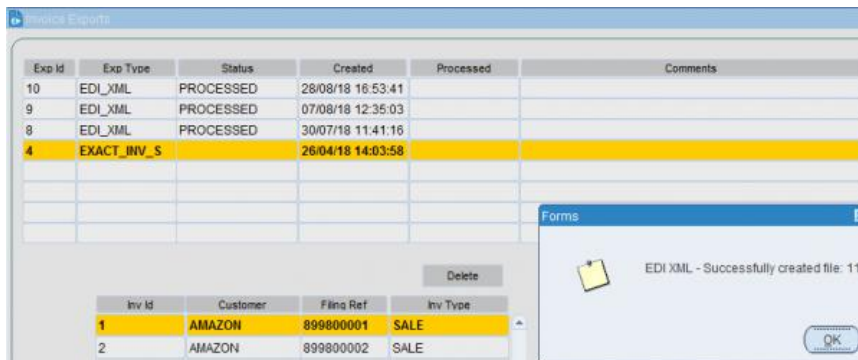 Invoice Exports
Exp Id Exp Type Status Created Processed Comments
10 EDI_XML PROCESSED 28/08/18 16:53:41
9 EDI_XML PROCESSED 07/08/18 12:35:03
8 EDI_XML PROCESSED 30/07/18 11:41:16
4 EXACT_INV_S 26/04/18 14:03:58
Forms
EDI XML - Successfully created file: 11
OK
Delete
Inv Id Customer Filing Ref Inv Type
1 AMAZON 899800001 SALE
2 AMAZON 899800002 SALE